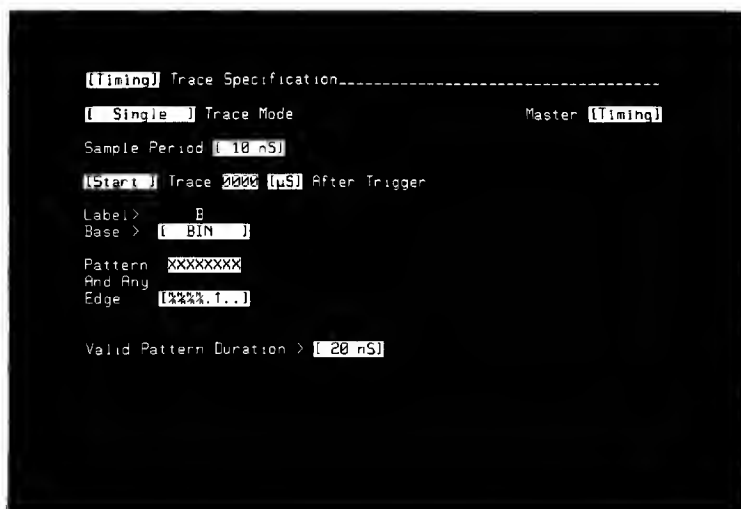 [Timing] Trace Specification
[ Single ] Trace Mode Master [Timing]
Sample Period [ 10 nS]
[Start ] Trace 0000 [µS] After Trigger
Label> B
Base > [ BIN ]
Pattern XXXXXXXX
And Any
Edge [.↑..]
Valid Pattern Duration > [ 20 nS]